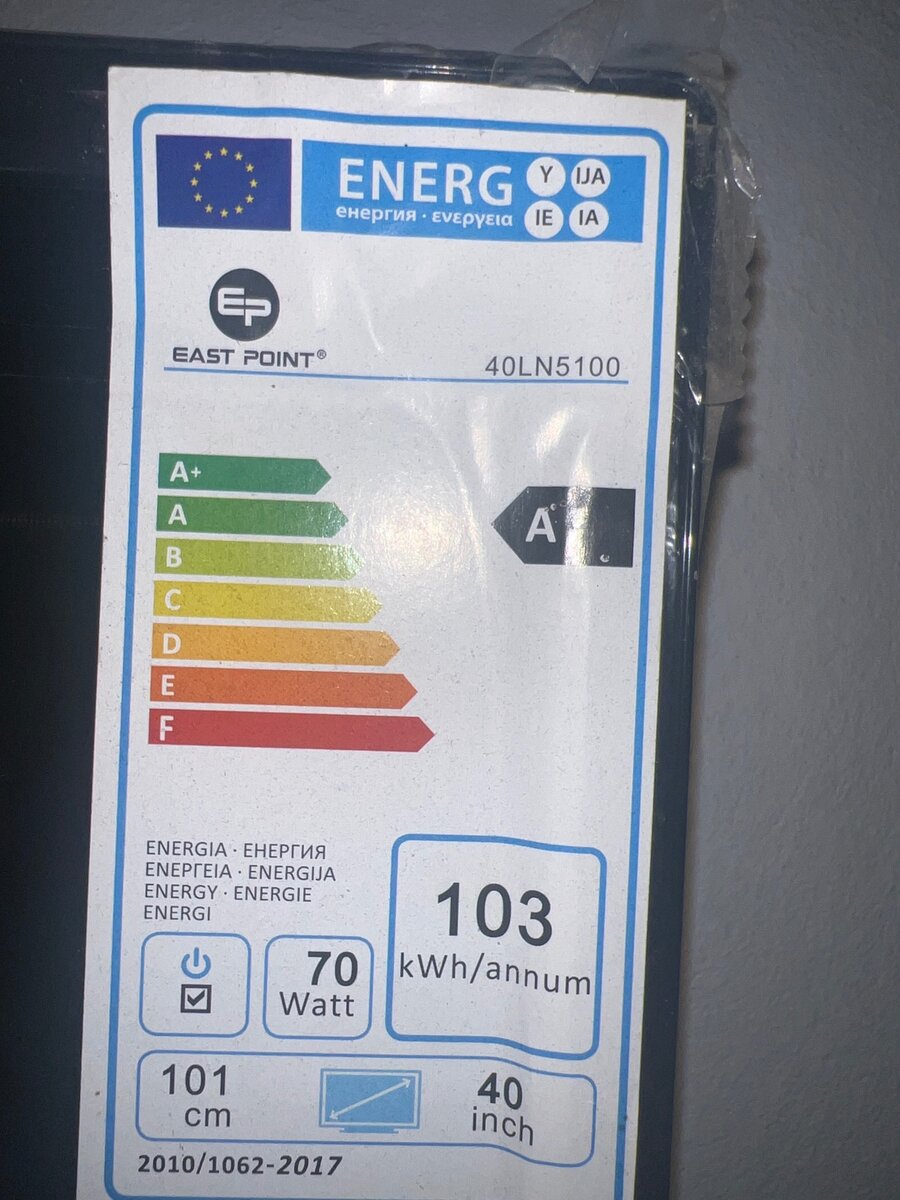 ENERG Y IJA
енергия · ενεργεια IE IA
EP
EAST POINT®
40LN5100
A+
A
B
C
D
E
F
A
ENERGIA · ЕНЕРГИЯ
ΕΝΕΡΓΕΙΑ · ENERGIJA
ENERGY · ENERGIE
ENERGI
103
kWh/annum
70
Watt
101
cm
40
inch
2010/1062-2017